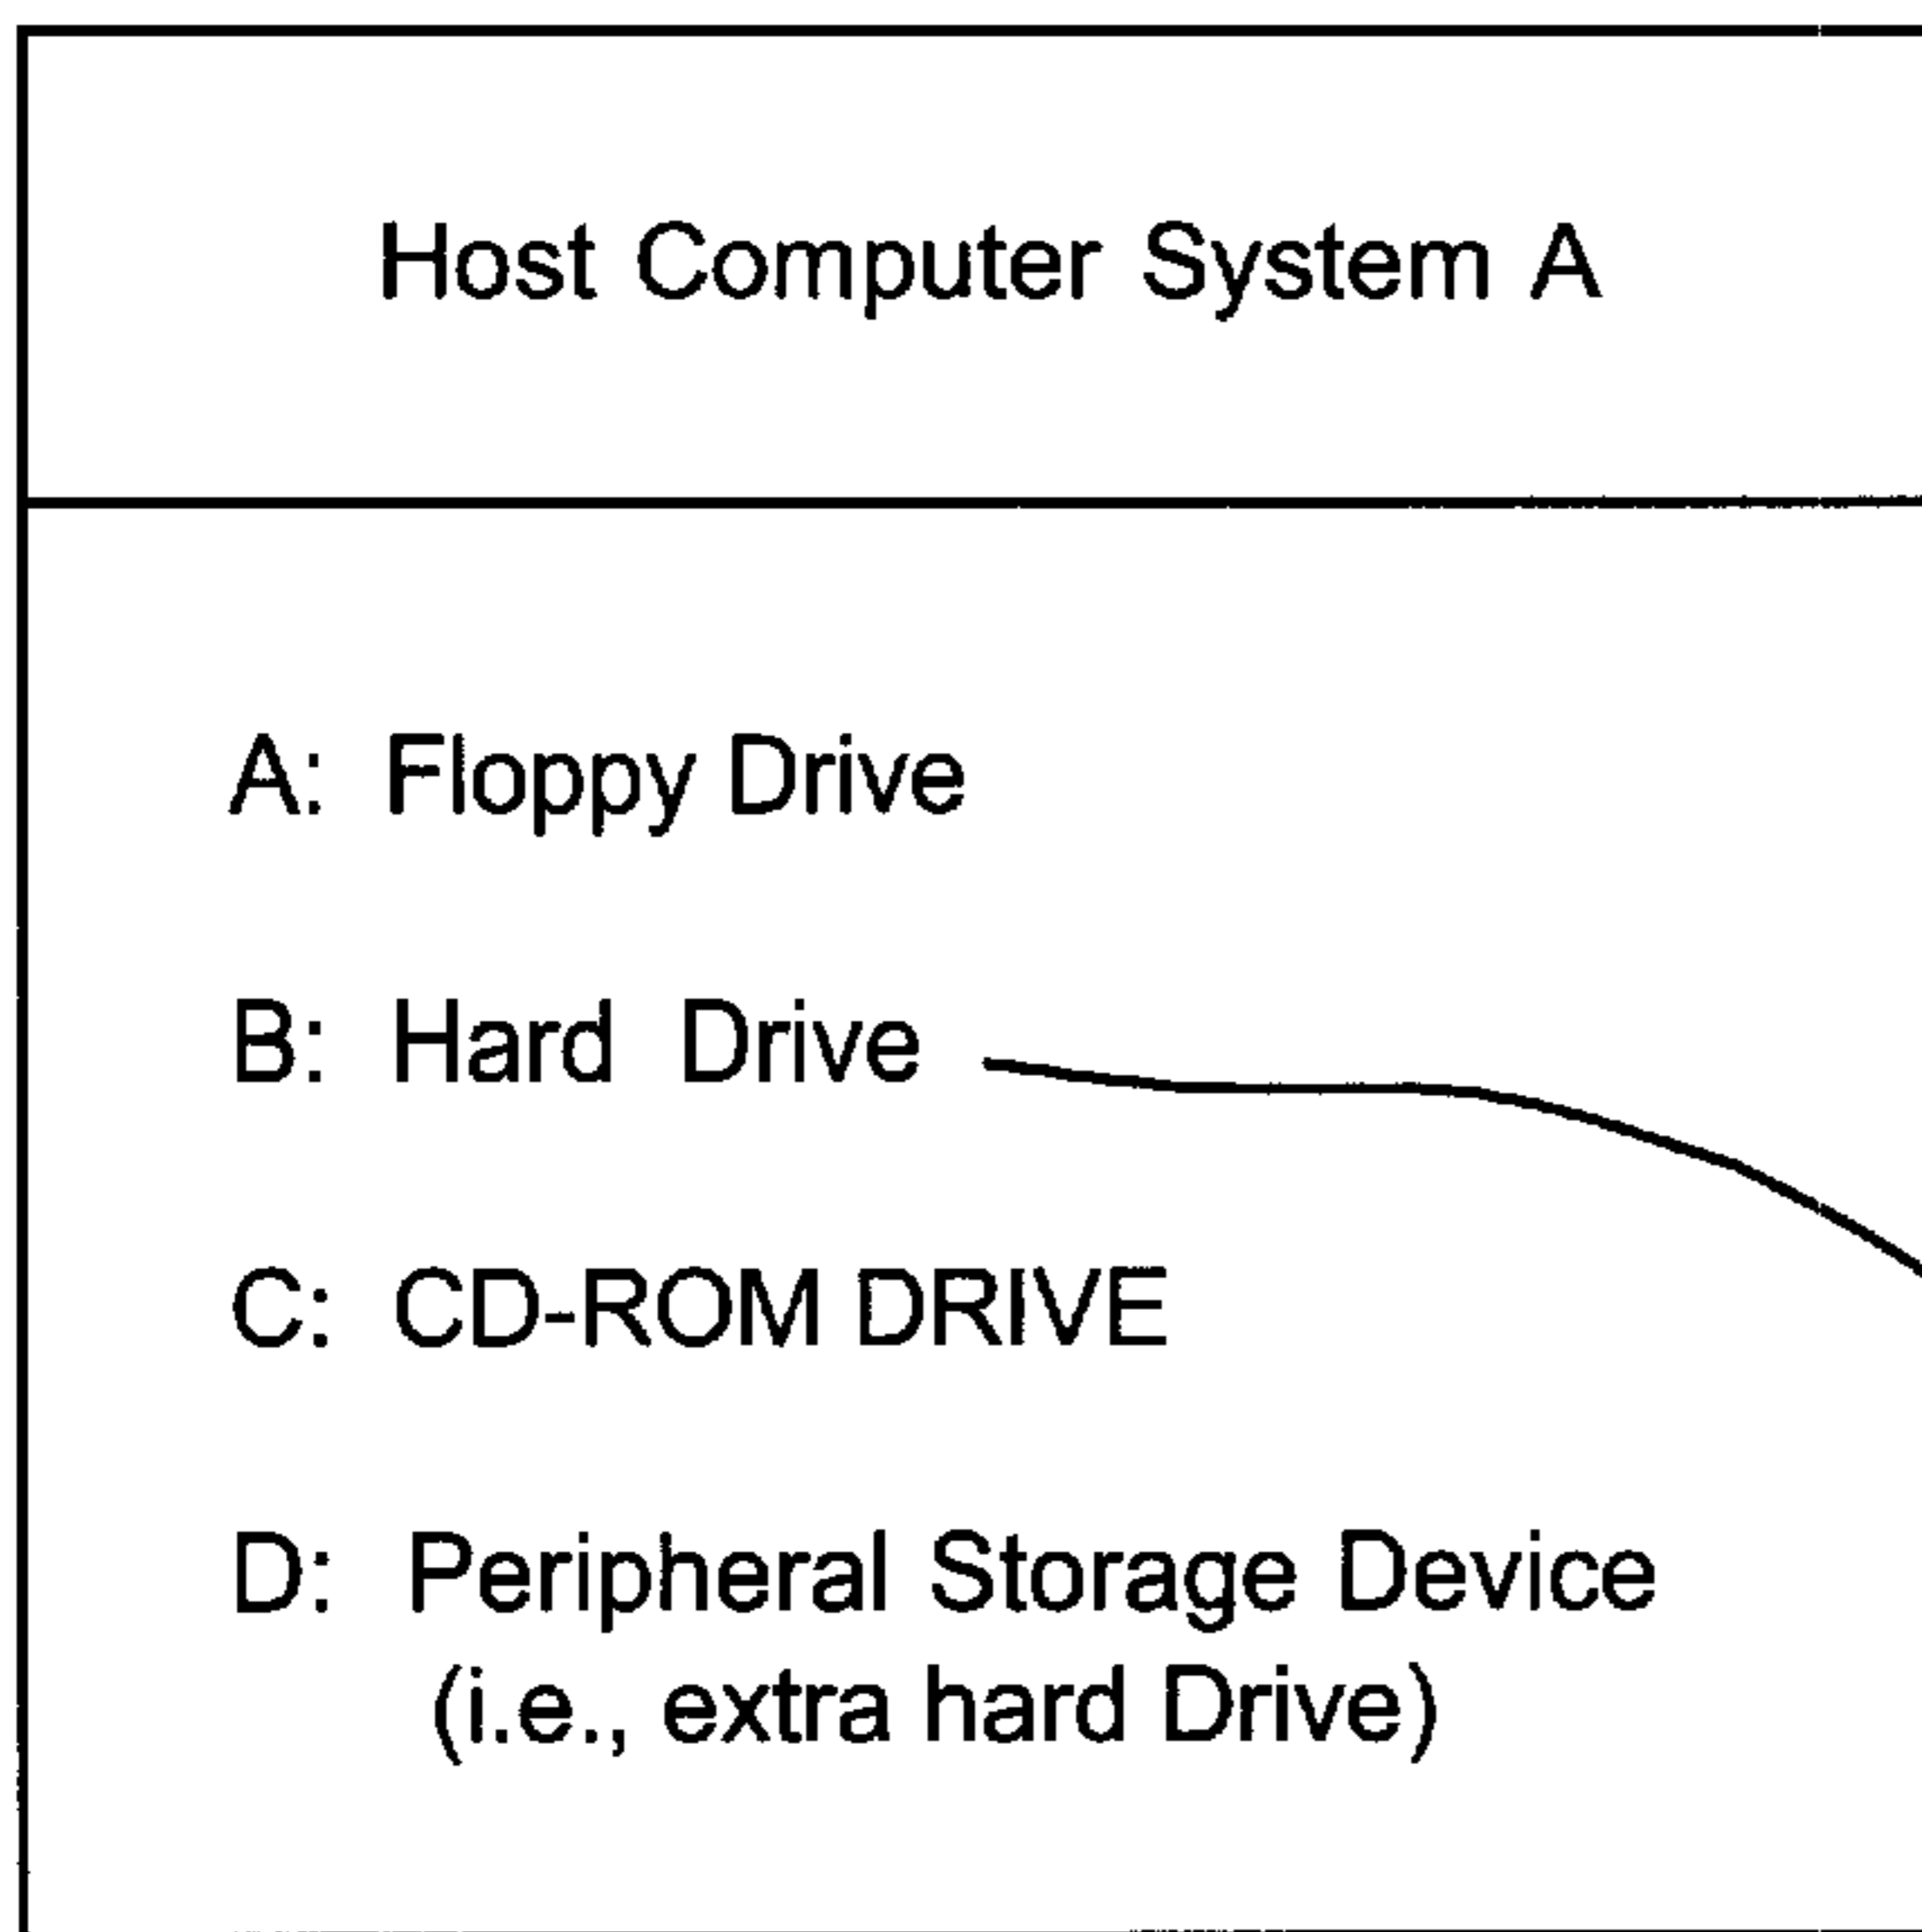 Host Computer System A
A: Floppy Drive
B: Hard Drive
C: CD-ROM DRIVE
D: Peripheral Storage Device
(i.e., extra hard Drive)